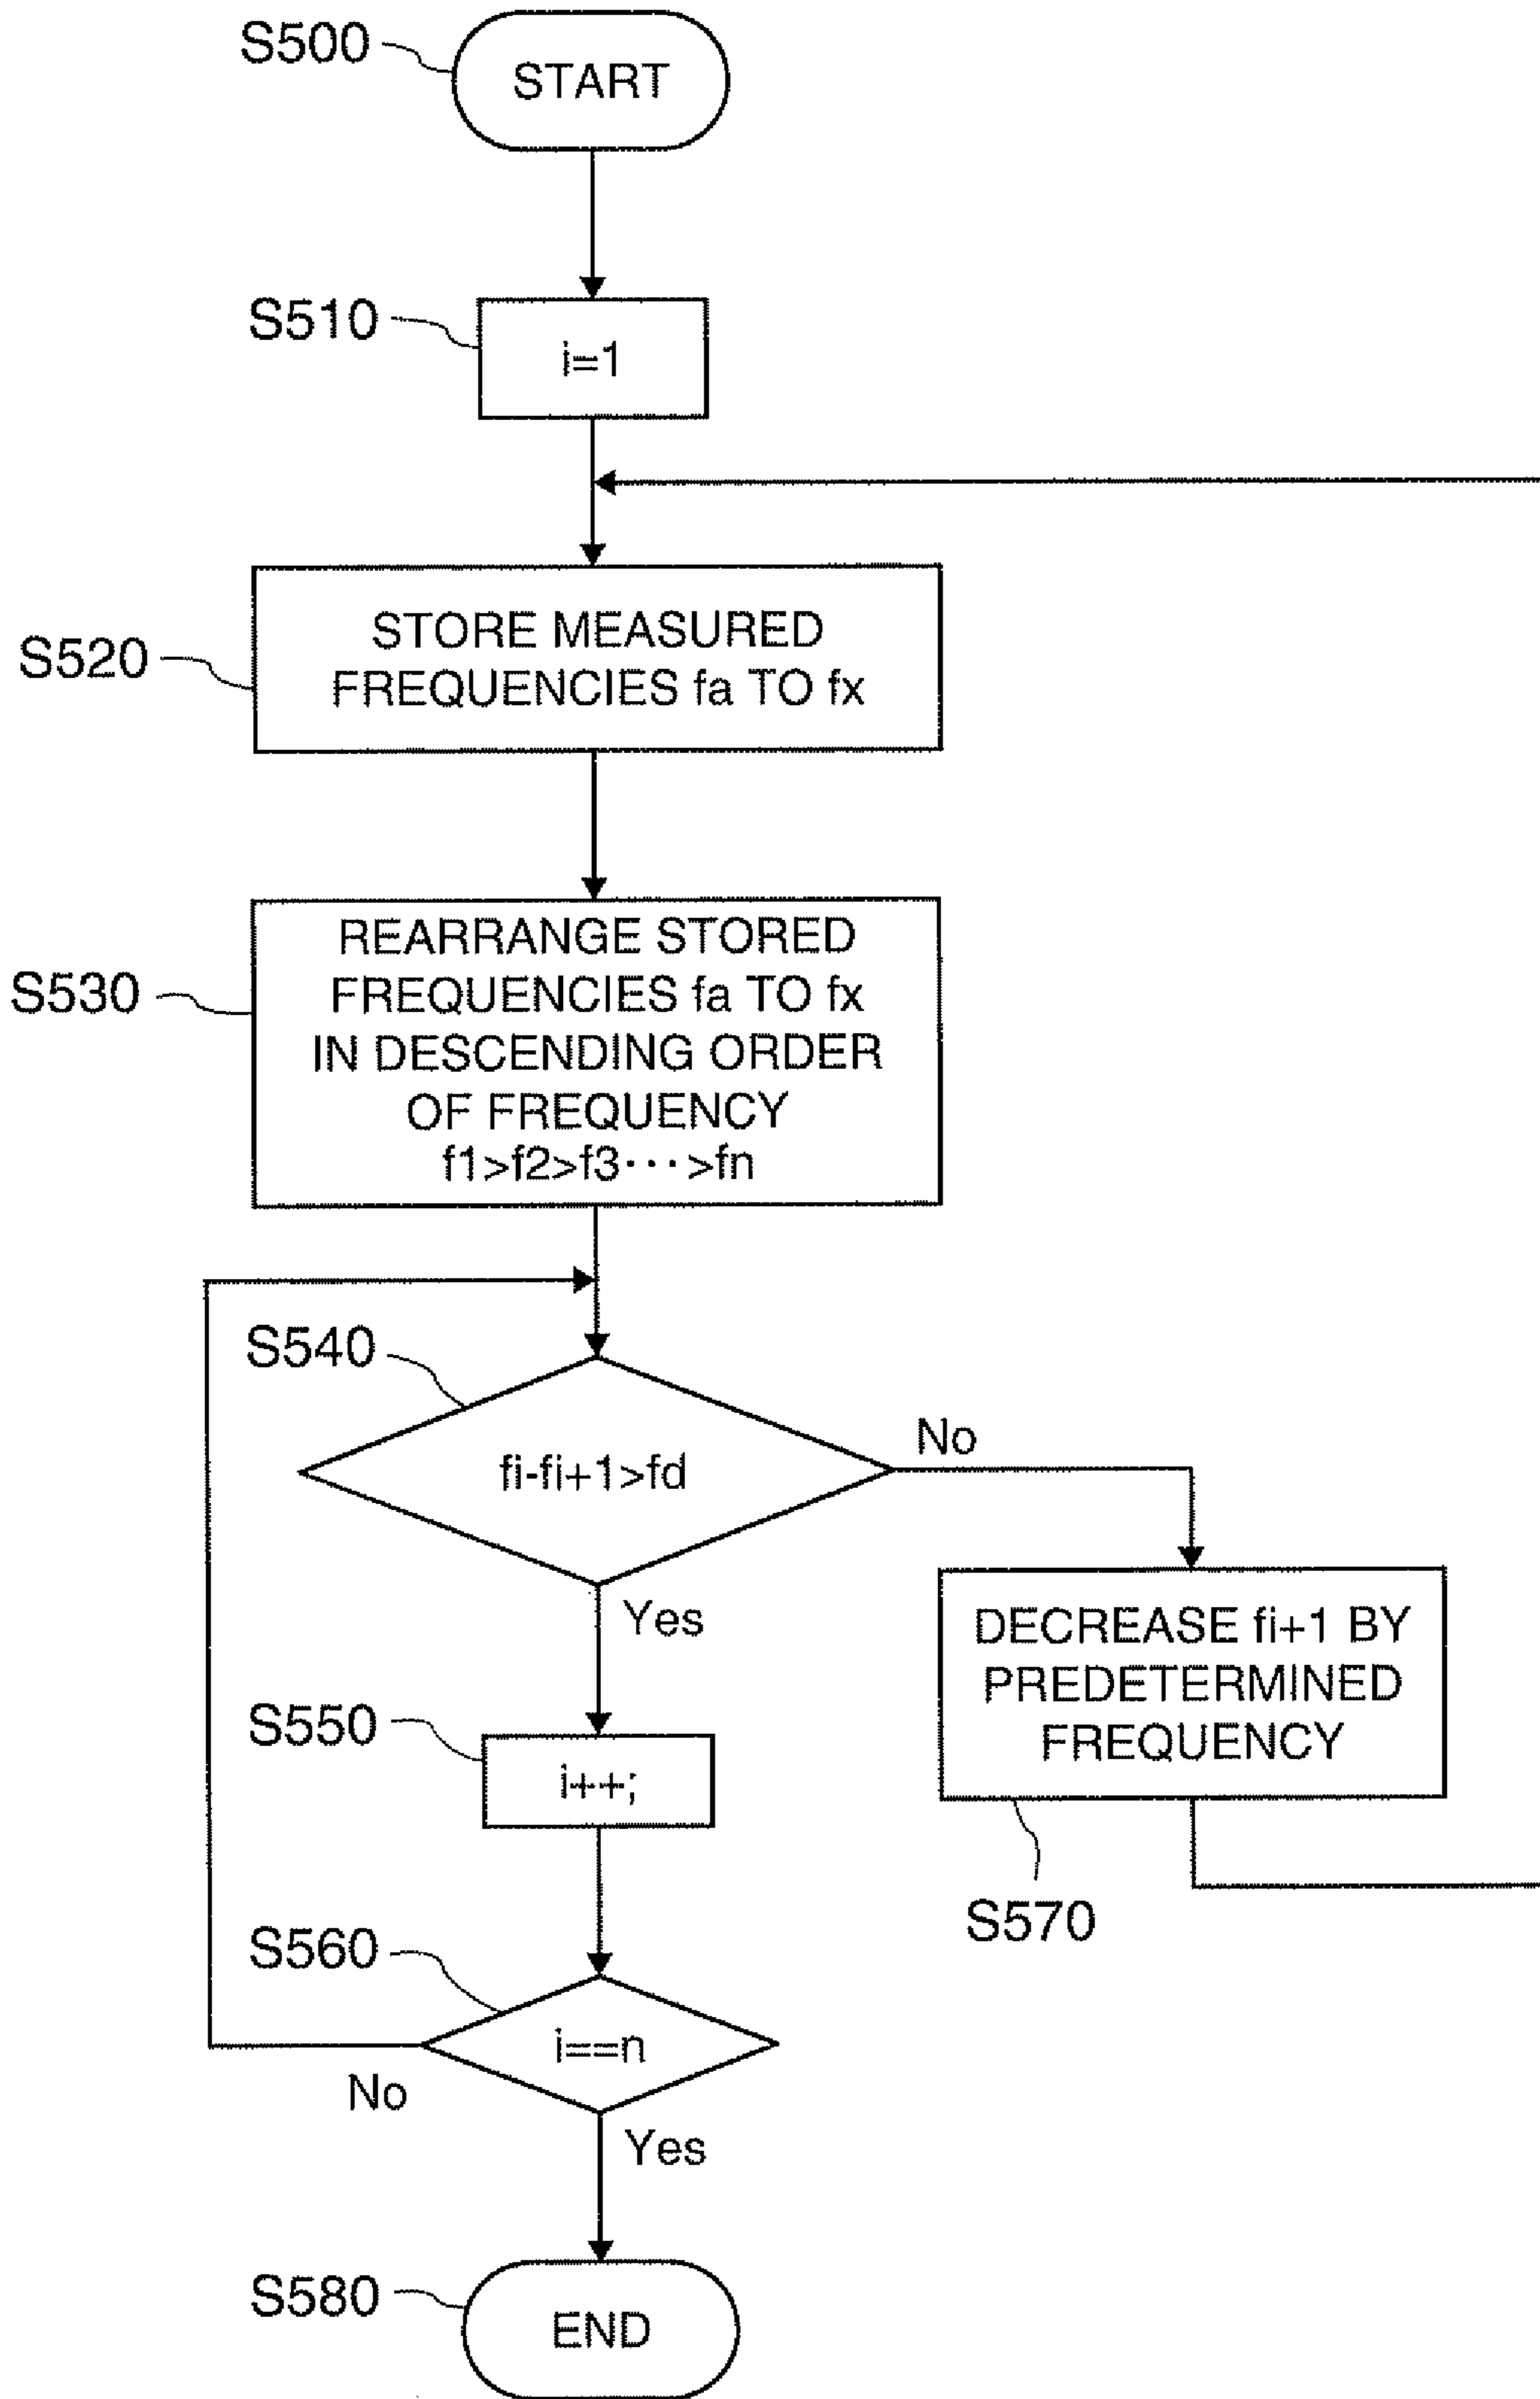 S500
START
S510
i=1
S520
STORE MEASURED
FREQUENCIES fa TO fx
S530
REARRANGE STORED
FREQUENCIES fa TO fx
IN DESCENDING ORDER
OF FREQUENCY
f1>f2>f3···>fn
S540
fi-fi+1>fd
No
Yes
DECREASE fi+1 BY
PREDETERMINED
FREQUENCY
S550
i++;
S570
S560
i==n
No
Yes
S580
END